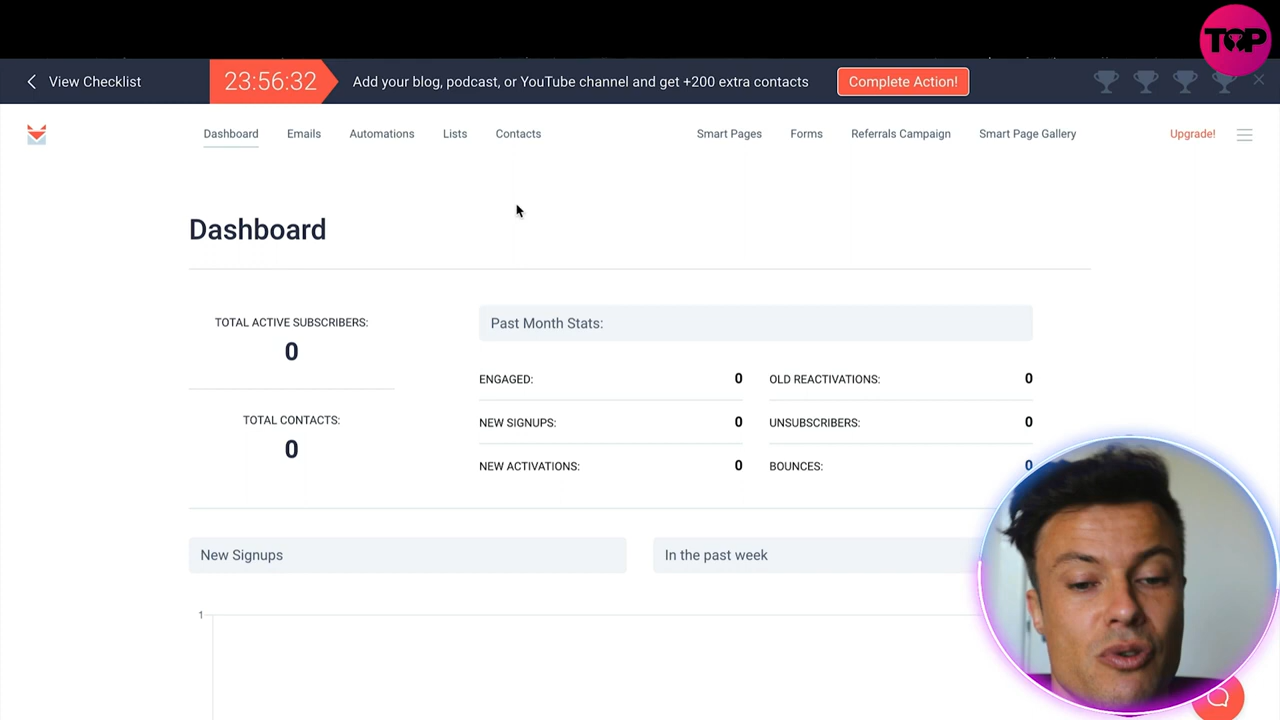 TOP
View Checklist
23:56:32
Add your blog, podcast, or YouTube channel and get +200 extra contacts
Complete Action!
Dashboard
Emails
Automations
Lists
Contacts
Smart Pages
Forms
Referrals Campaign
Smart Page Gallery
Upgrade!
Dashboard
TOTAL ACTIVE SUBSCRIBERS:
0
TOTAL CONTACTS:
0
Past Month Stats:
ENGAGED: 0
OLD REACTIVATIONS: 0
NEW SIGNUPS: 0
UNSUBSCRIBERS: 0
NEW ACTIVATIONS: 0
BOUNCES: 0
New Signups
In the past week
1